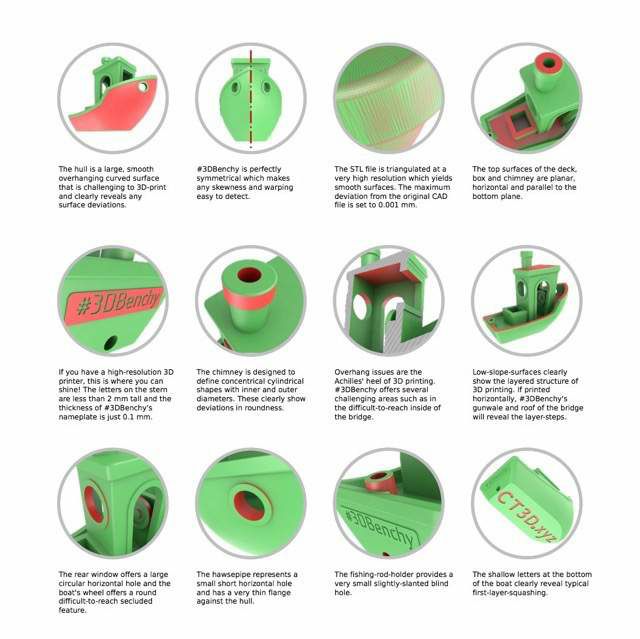 The hull is a large, smooth
overhanging curved surface
that is challenging to 3D-print
and clearly reveals any
surface deviations.
#3DBenchy is perfectly
symmetrical which makes
any skewness and warping
easy to detect.
The STL file is triangulated at a
very high resolution which yields
smooth surfaces. The maximum
deviation from the original CAD
file is set to 0.001 mm.
The top surfaces of the deck,
box and chimney are planar,
horizontal and parallel to the
bottom plane.
#3DBenchy
If you have a high-resolution 3D
printer, this is where you can
shine! The letters on the stern
are less than 2 mm tall and the
thickness of #3DBenchy's
nameplate is just 0.1 mm.
The chimney is designed to
define concentrical cylindrical
shapes with inner and outer
diameters. These clearly show
deviations in roundness.
Overhang issues are the
Achilles' heel of 3D printing.
#3DBenchy offers several
challenging areas such as in
the difficult-to-reach inside of
the bridge.
Low-slope-surfaces clearly
show the layered structure of
3D printing. If printed
horizontally, #3DBenchy's
gunwale and roof of the bridge
will reveal the layer-steps.
The rear window offers a large
circular horizontal hole and the
boat's wheel offers a round
difficult-to-reach secluded
feature.
The hawsepipe represents a
small short horizontal hole
and has a very thin flange
against the hull.
#3DBenchy
The fishing-rod-holder provides a
very small slightly-slanted blind
hole.
CT3D.xyz
The shallow letters at the bottom
of the boat clearly reveal typical
first-layer-squashing.